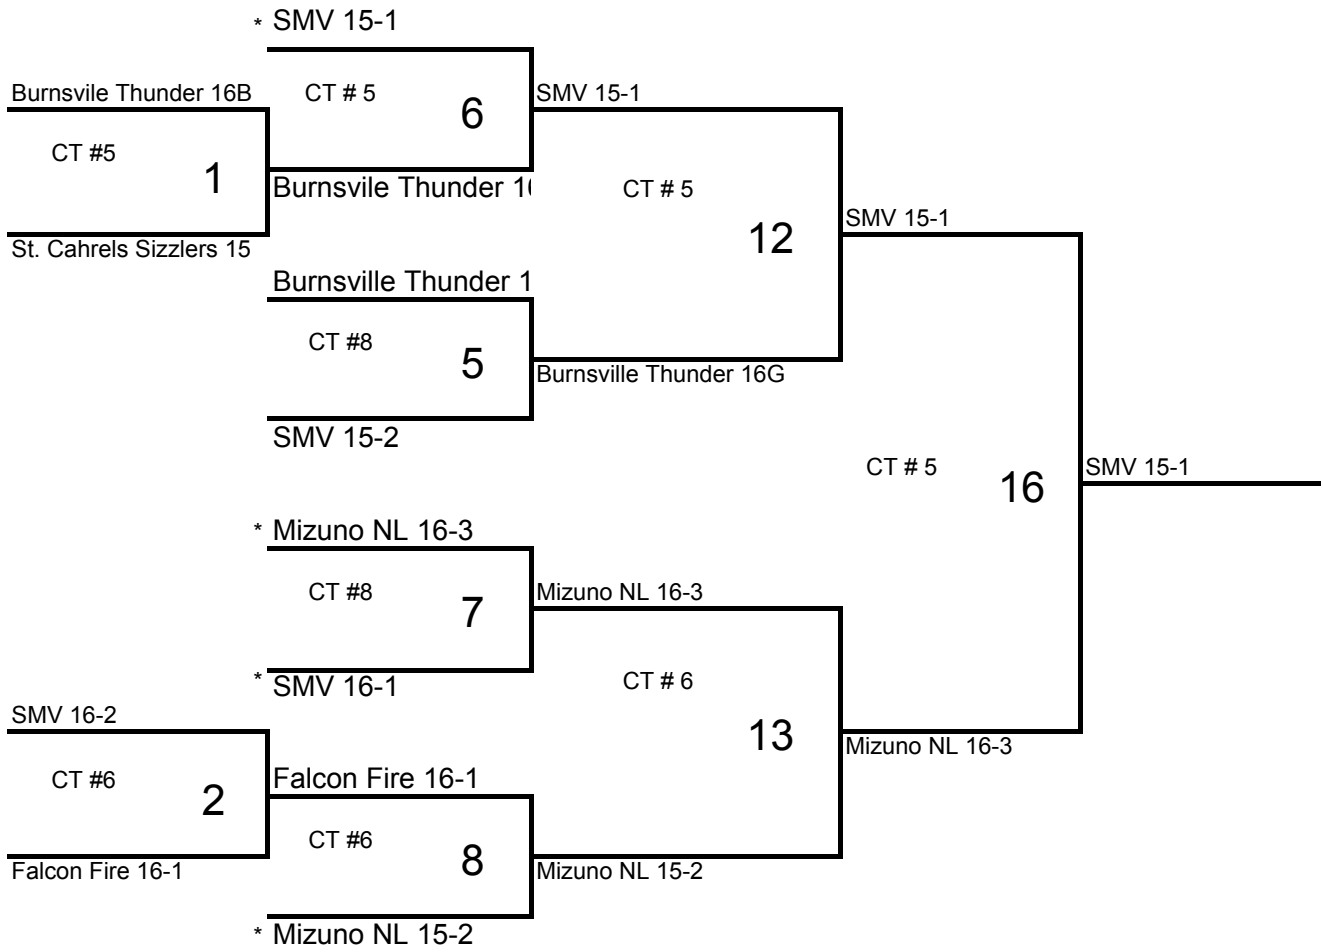 * SMV 15-1
Burnsvile Thunder 16B
CT # 5
6
SMV 15-1
CT #5
1
Burnsvile Thunder 1
CT # 5
12
SMV 15-1
St. Cahrels Sizzlers 15
Burnsville Thunder 1
CT #8
5
Burnsville Thunder 16G
SMV 15-2
CT # 5
16
SMV 15-1
* Mizuno NL 16-3
CT #8
7
Mizuno NL 16-3
* SMV 16-1
CT # 6
13
SMV 16-2
Mizuno NL 16-3
CT #6
2
Falcon Fire 16-1
CT #6
8
Falcon Fire 16-1
Mizuno NL 15-2
* Mizuno NL 15-2